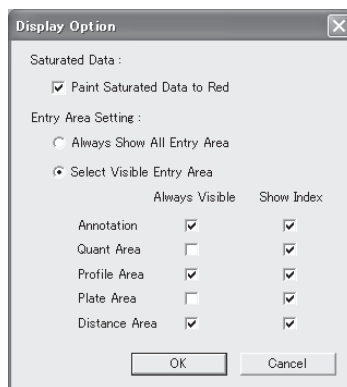 Display Option
Saturated Data :
Paint Saturated Data to Red
Entry Area Setting :
Always Show All Entry Area
Select Visible Entry Area
Always Visible Show Index
Annotation
Quant Area
Profile Area
Plate Area
Distance Area
OK Cancel